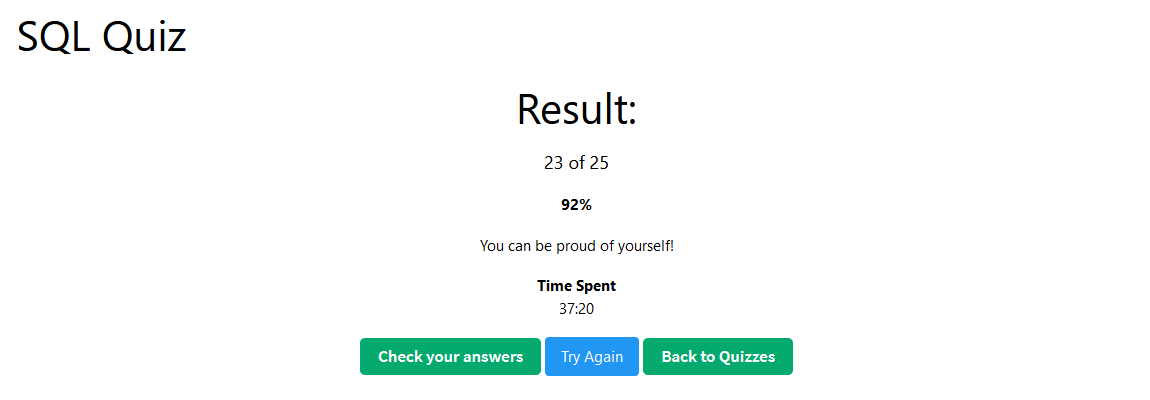 SQL Quiz
Result:
23 of 25
92%
You can be proud of yourself!
Time Spent
37:20
Check your answers
Try Again
Back to Quizzes